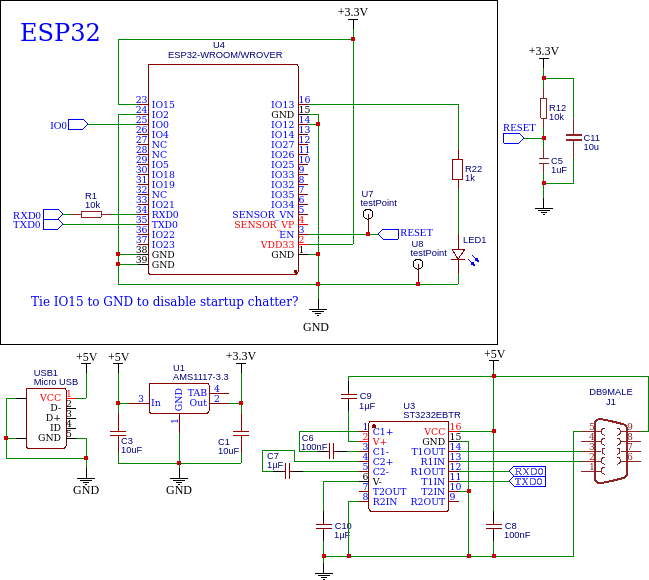 +3.3V
ESP32
U4
ESP32-WROOM/WROVER
23 IO15 IO13 16
24 IO2 GND 15
IO0 25 IO0 IO12 14
26 IO4 IO14 13
27 NC IO27 12
28 NC IO26 11
29 IO5 IO25 10
30 IO18 IO33 9
31 IO19 IO32 8
32 NC IO35 7
33 IO21 IO34 6
34 RXD0 SENSOR_VN 5
35 TXD0 SENSOR_VP 4
36 IO22 EN 3
37 IO23 VDD33 2
38 GND GND 1
39 GND
R1
10k
RXD0
TXD0
R22
1k
U7
testPoint
RESET
U8
testPoint
LED1
Tie IO15 to GND to disable startup chatter?
GND
+3.3V
R12
10k
RESET
C11
10u
C5
1uF
+5V
USB1
Micro USB
VCC 1
D- 2
D+ 3
ID 4
GND 5
GND
+5V
+3.3V
U1
AMS1117-3.3
3 In
GND
1
TAB 4
Out 2
C3
10uF
C1
10uF
GND
+5V
C9
1µF
U3
ST3232EBTR
1 C1+ VCC 16
2 V+ GND 15
3 C1- T1OUT 14
4 C2+ R1IN 13
5 C2- R1OUT 12 RXD0
6 V- T1IN 11 TXD0
7 T2OUT T2IN 10
8 R2IN R2OUT 9
C6
100nF
C7
1µF
C10
1µF
C8
100nF
DB9MALE
J1
5 9
4 8
3 7
2 6
1